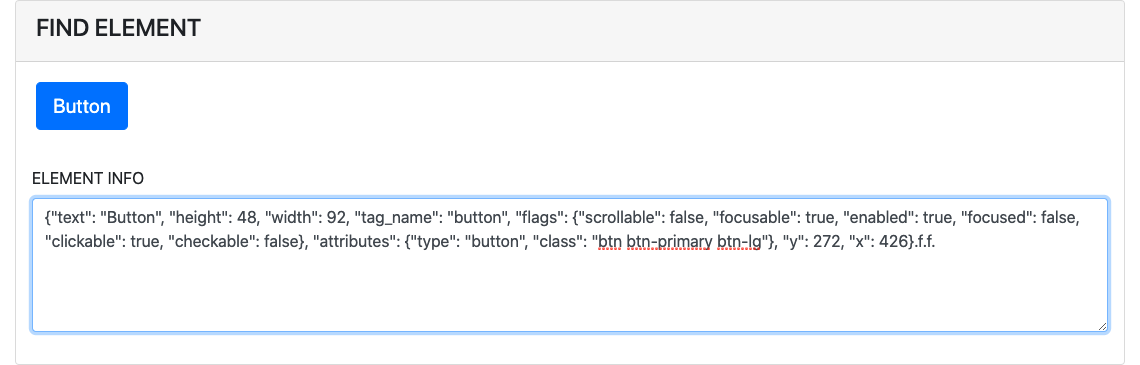 FIND ELEMENT
Button
ELEMENT INFO
{"text": "Button", "height": 48, "width": 92, "tag_name": "button", "flags": {"scrollable": false, "focusable": true, "enabled": true, "focused": false,
"clickable": true, "checkable": false}, "attributes": {"type": "button", "class": "btn btn-primary btn-lg"}, "y": 272, "x": 426}.f.f.